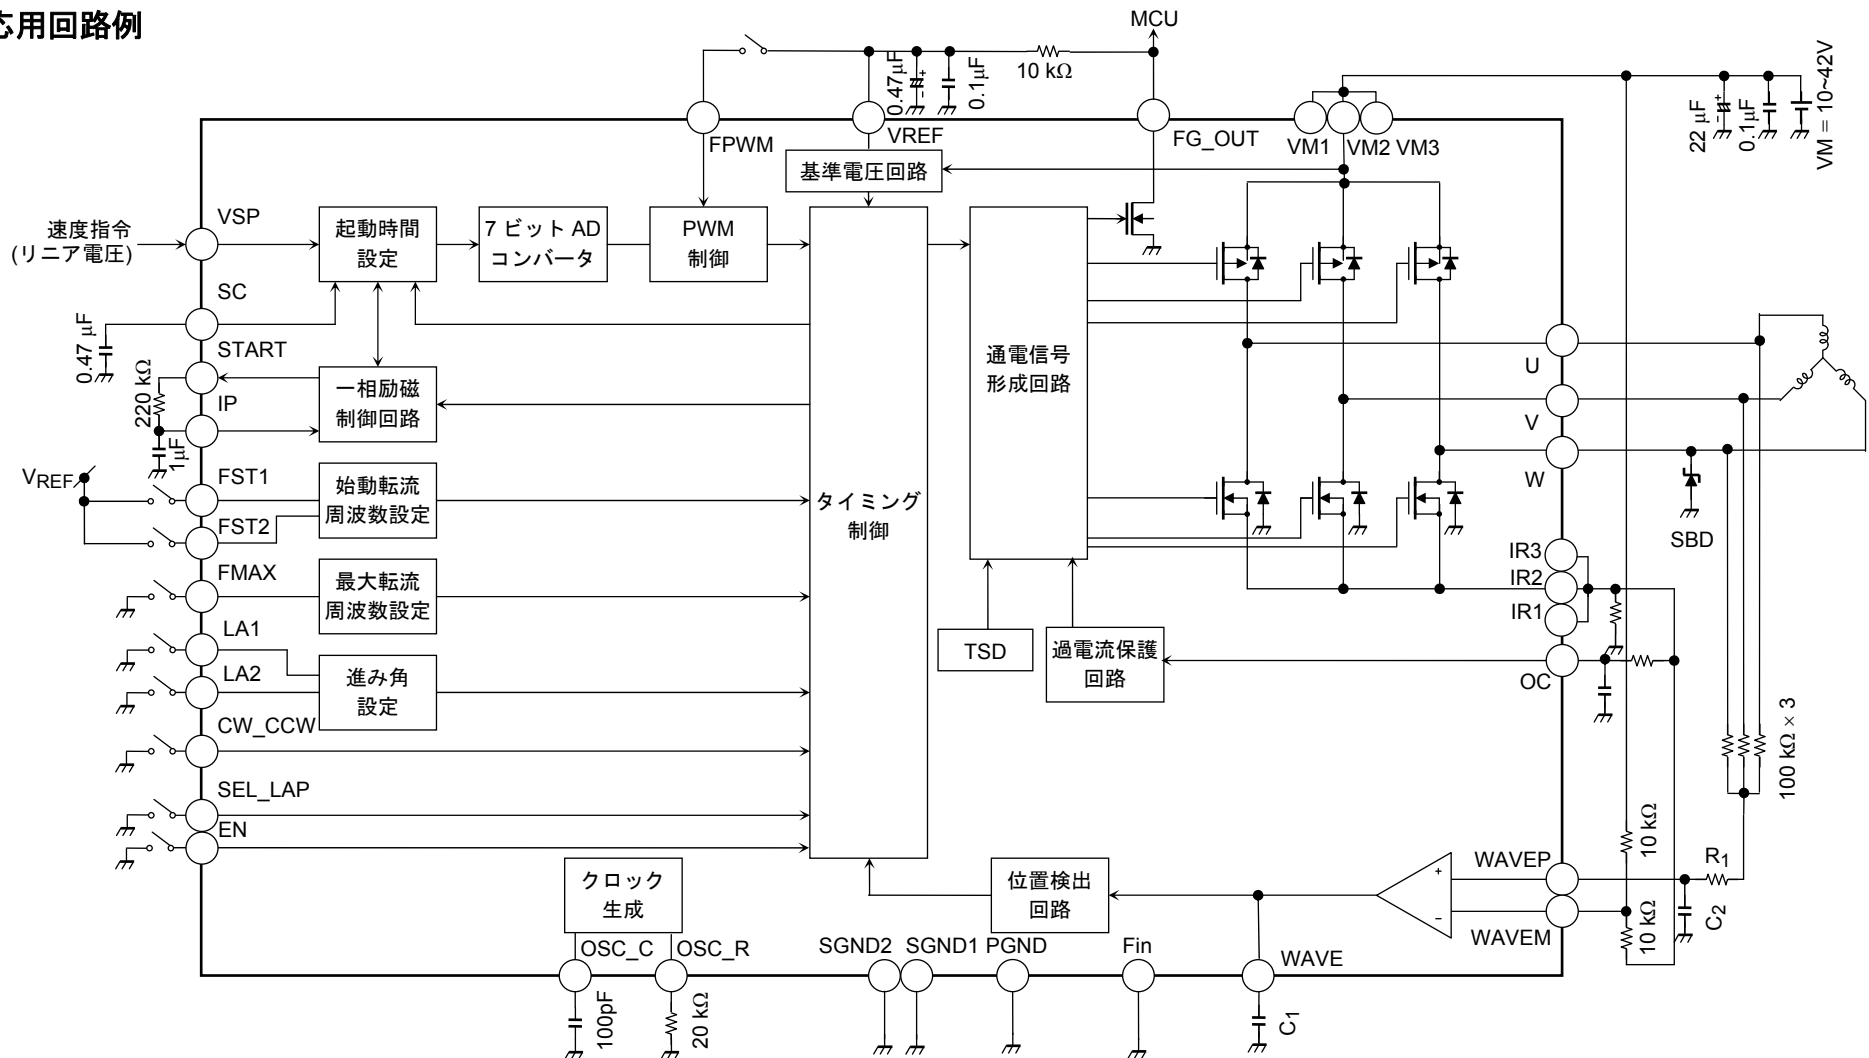 応用回路例
MCU
0.47μF
+
-
0.1μF
10 kΩ
22 μF
+
-
0.1μF
VM = 10~42V
FPWM
VREF
FG_OUT
VM1
VM2
VM3
基準電圧回路
速度指令
(リニア電圧)
VSP
起動時間
設定
7 ビット AD
コンバータ
PWM
制御
SC
0.47 μF
START
220 kΩ
IP
1μF
一相励磁
制御回路
通電信号
形成回路
U
V
W
SBD
VREF
FST1
FST2
始動転流
周波数設定
タイミング
制御
FMAX
最大転流
周波数設定
IR3
IR2
IR1
LA1
LA2
進み角
設定
TSD
過電流保護
回路
OC
CW_CCW
100 kΩ × 3
SEL_LAP
EN
10 kΩ
クロック
生成
位置検出
回路
+
-
WAVEP
WAVEM
R1
C2
10 kΩ
OSC_C
OSC_R
SGND2
SGND1
PGND
Fin
WAVE
100pF
20 kΩ
C1